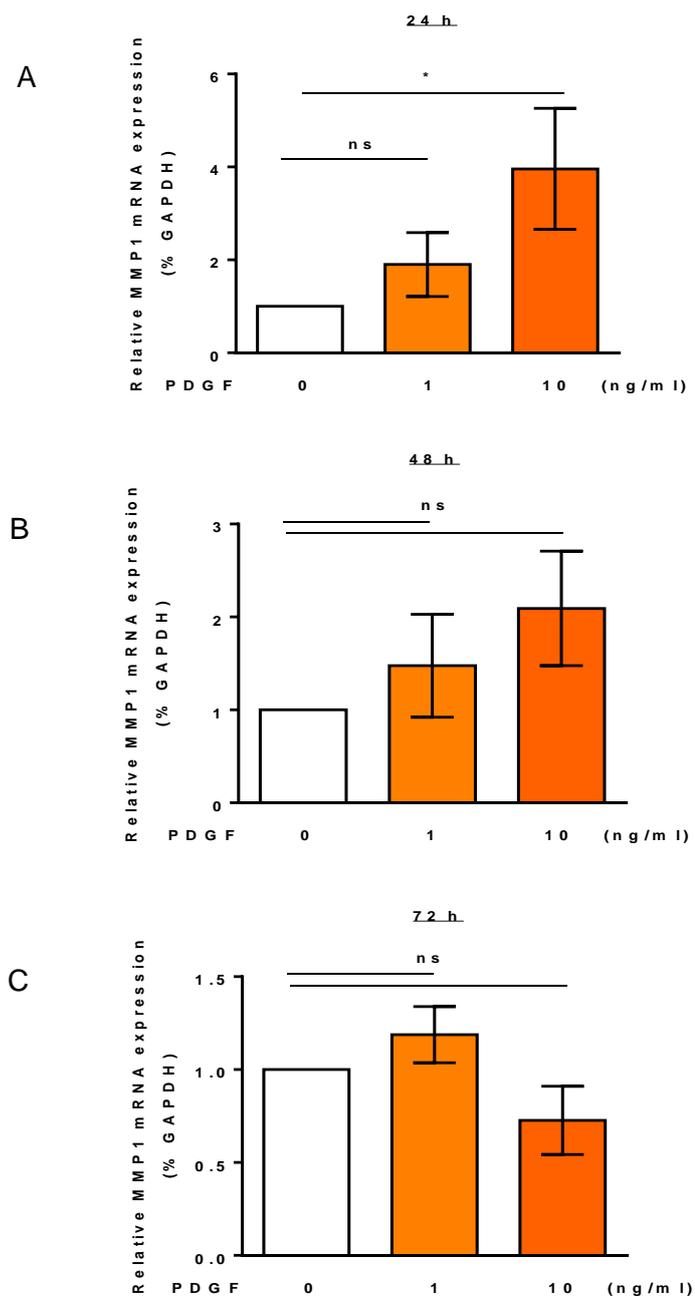 24 h
A
Relative MMP1 mRNA expression
(% GAPDH)
6
*
ns
4
2
0
PDGF 0 1 10 (ng/ml)
48 h
B
Relative MMP1 mRNA expression
(% GAPDH)
ns
3
2
1
0
PDGF 0 1 10 (ng/ml)
72 h
C
Relative MMP1 mRNA expression
(% GAPDH)
ns
1.5
1.0
0.5
0.0
PDGF 0 1 10 (ng/ml)